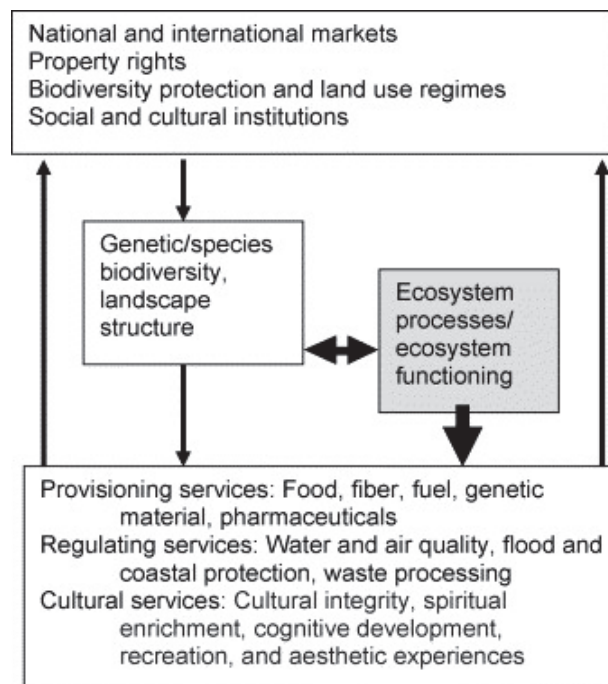 National and international markets
Property rights
Biodiversity protection and land use regimes
Social and cultural institutions
Genetic/species
biodiversity,
landscape
structure
Ecosystem
processes/
ecosystem
functioning
Provisioning services: Food, fiber, fuel, genetic
material, pharmaceuticals
Regulating services: Water and air quality, flood and
coastal protection, waste processing
Cultural services: Cultural integrity, spiritual
enrichment, cognitive development,
recreation, and aesthetic experiences